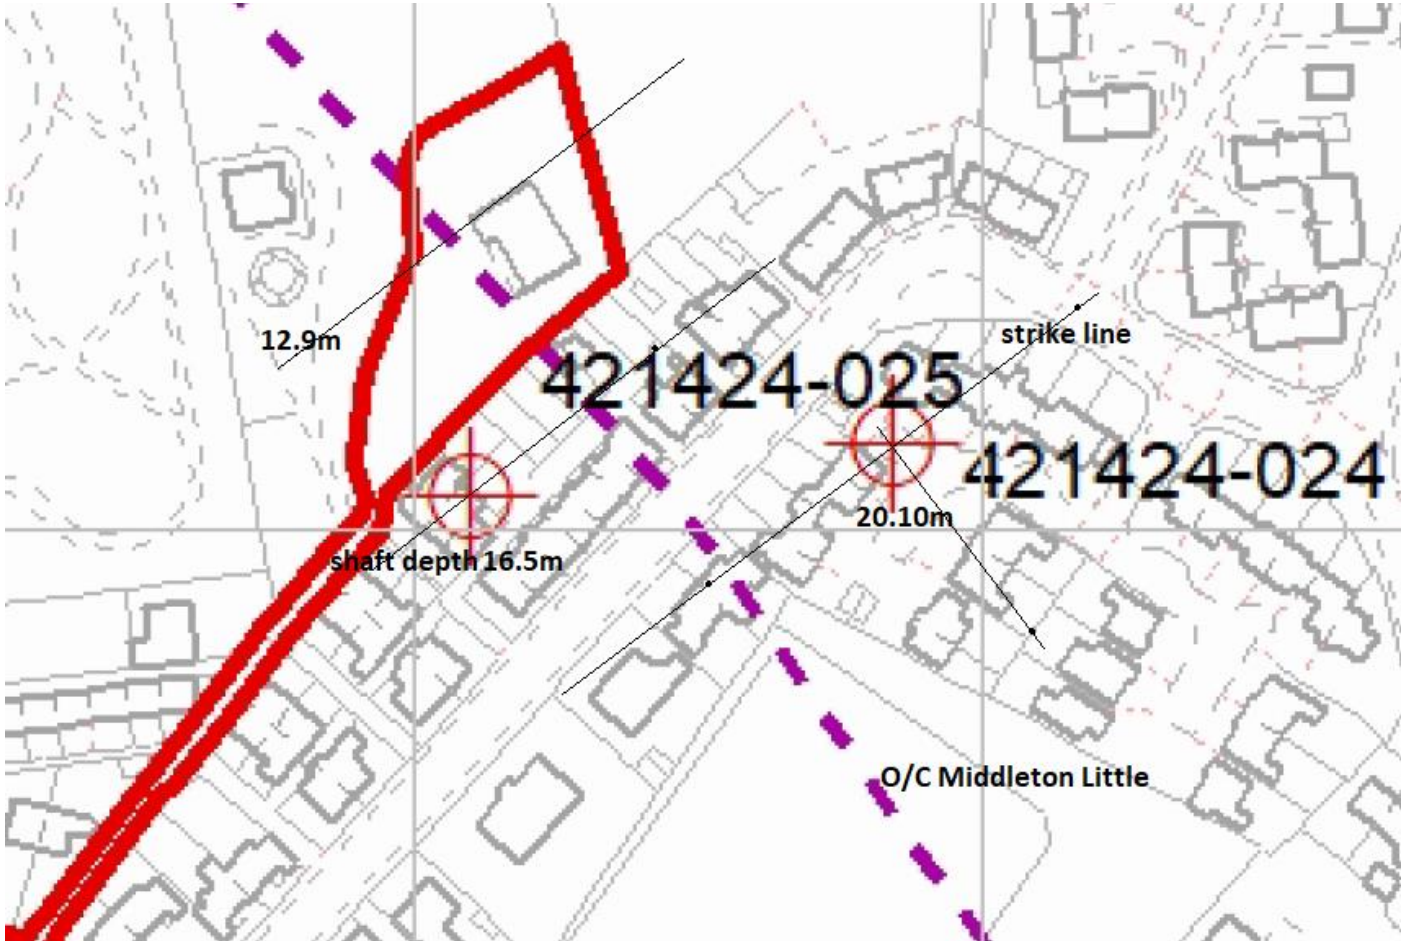 12.9m
strike line
421424-025
421424-024
20.10m
shaft depth 16.5m
O/C Middleton Little